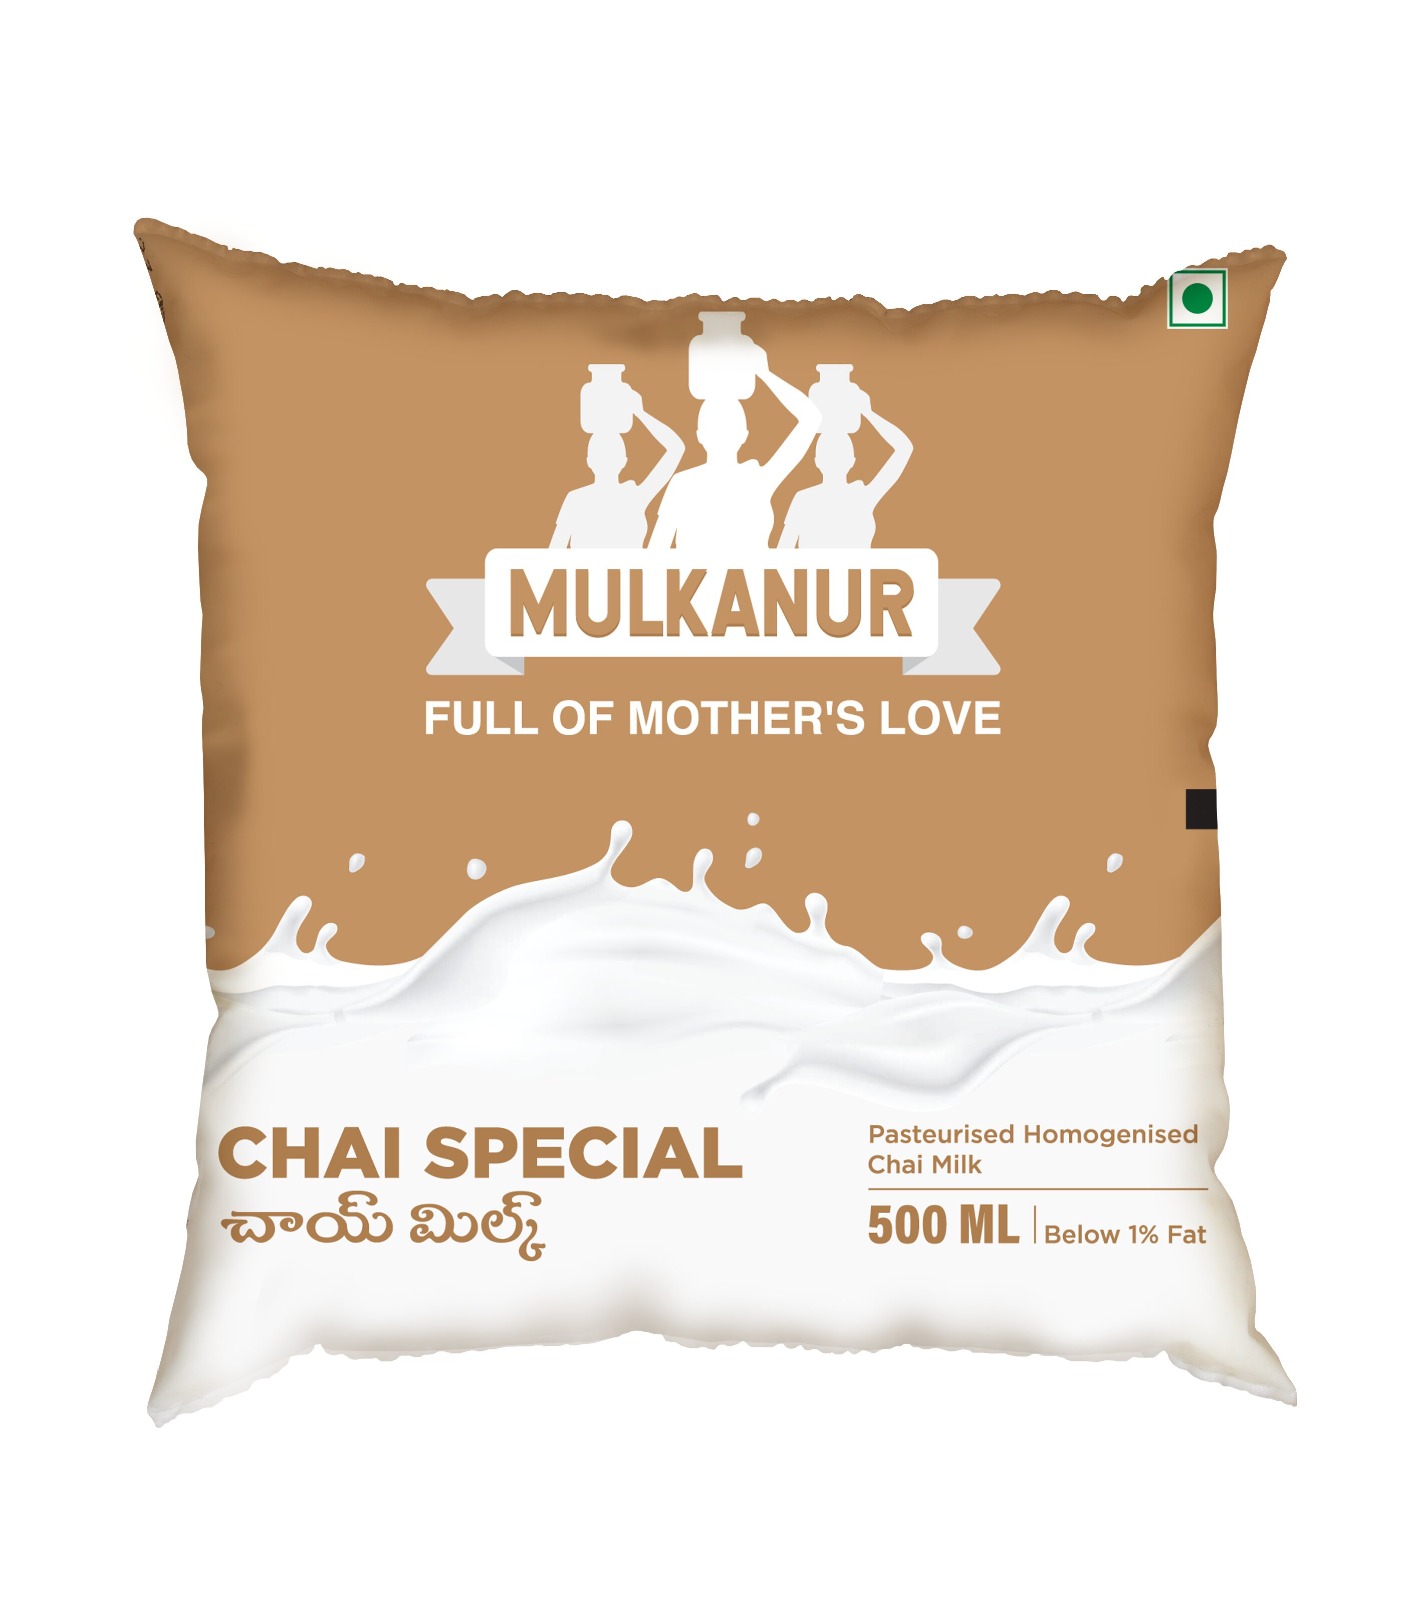 MULKANUR
FULL OF MOTHER'S LOVE
CHAI SPECIAL
చాయ్ మిల్క్
Pasteurised Homogenised
Chai Milk
500 ML | Below 1% Fat